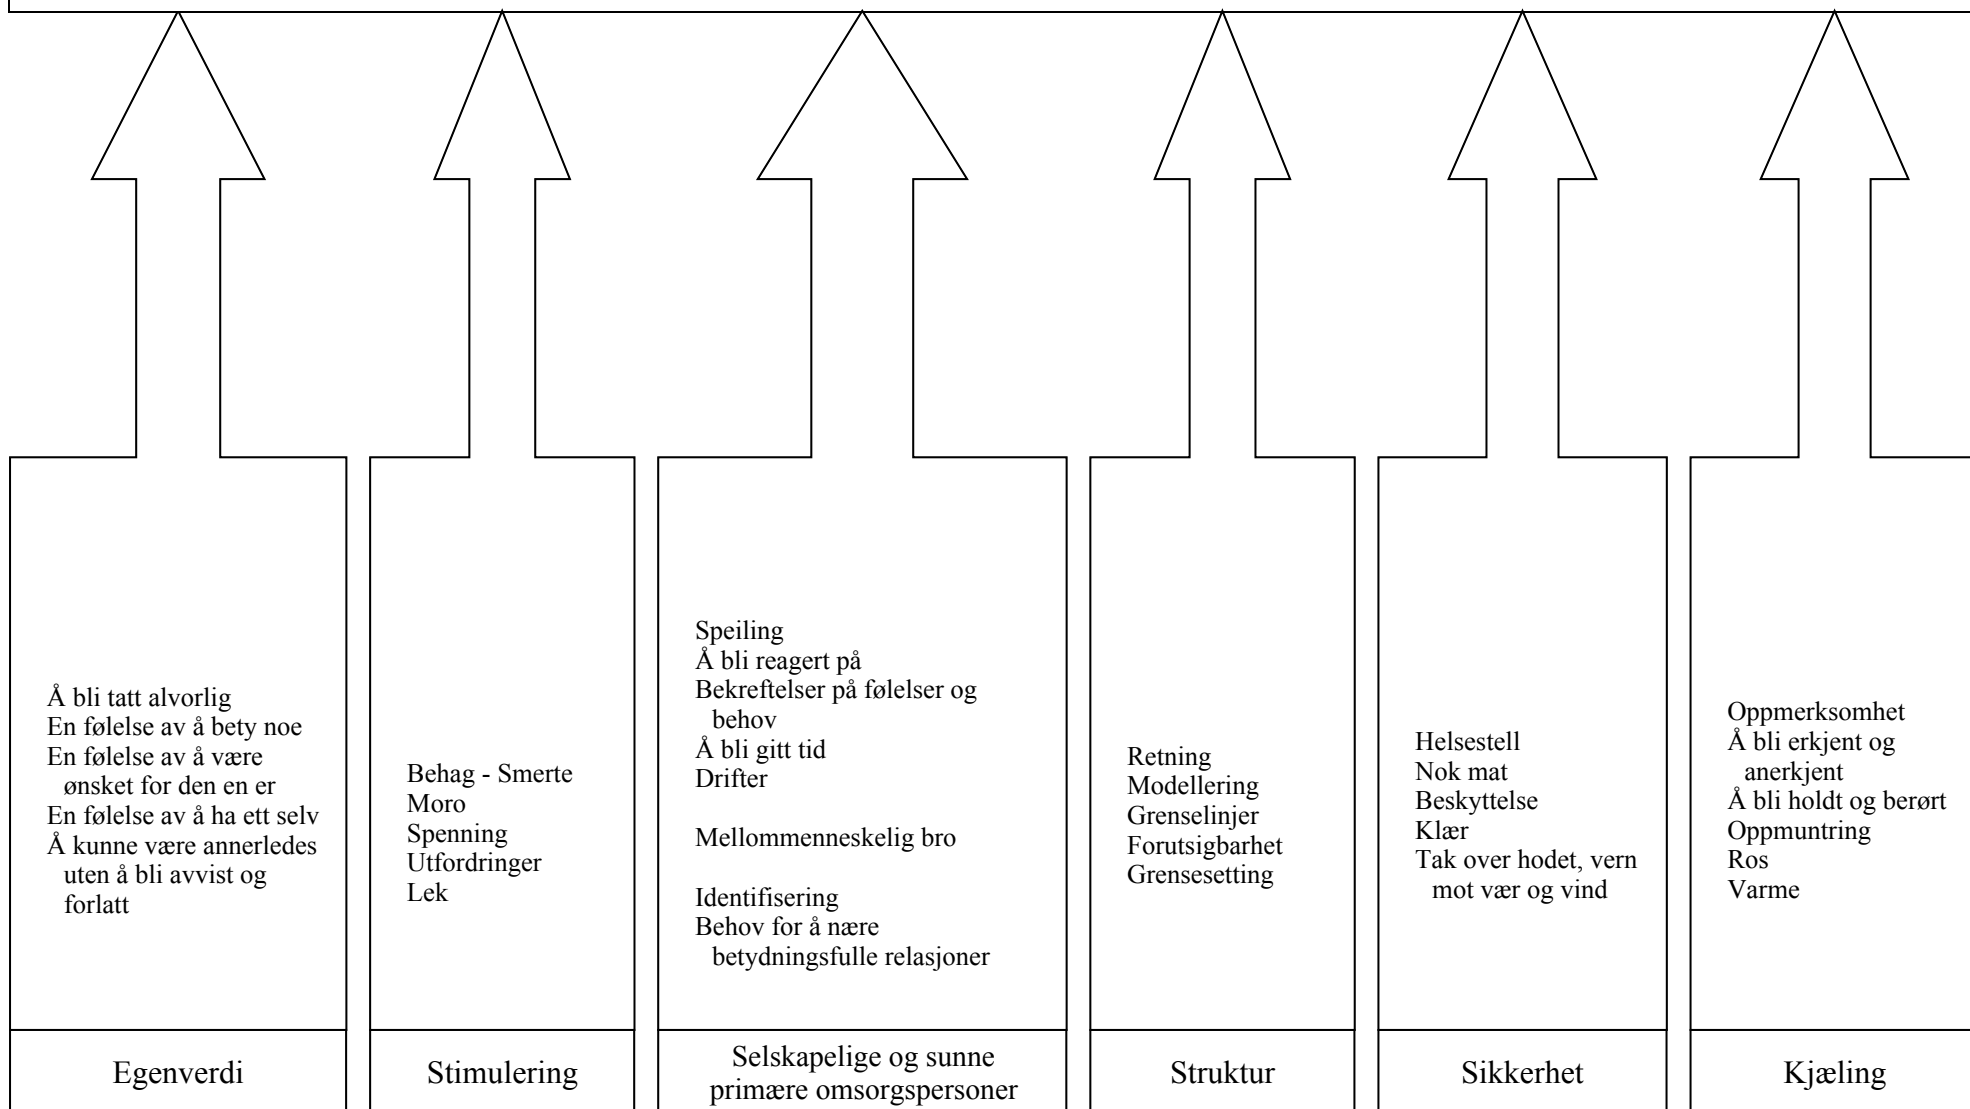 Å bli tatt alvorlig
En følelse av å bety noe
En følelse av å være
ønsket for den en er
En følelse av å ha ett selv
Å kunne være annerledes
uten å bli avvist og
forlatt
Egenverdi
Behag - Smerte
Moro
Spenning
Utfordringer
Lek
Stimulering
Speiling
Å bli reagert på
Bekreftelser på følelser og
behov
Å bli gitt tid
Drifter
Mellommenneskelig bro
Identifisering
Behov for å nære
betydningsfulle relasjoner
Selskapelige og sunne
primære omsorgspersoner
Retning
Modellering
Grenselinjer
Forutsigbarhet
Grensesetting
Struktur
Helsestell
Nok mat
Beskyttelse
Klær
Tak over hodet, vern
mot vær og vind
Sikkerhet
Oppmerksomhet
Å bli erkjent og
anerkjent
Å bli holdt og berørt
Oppmuntring
Ros
Varme
Kjæling